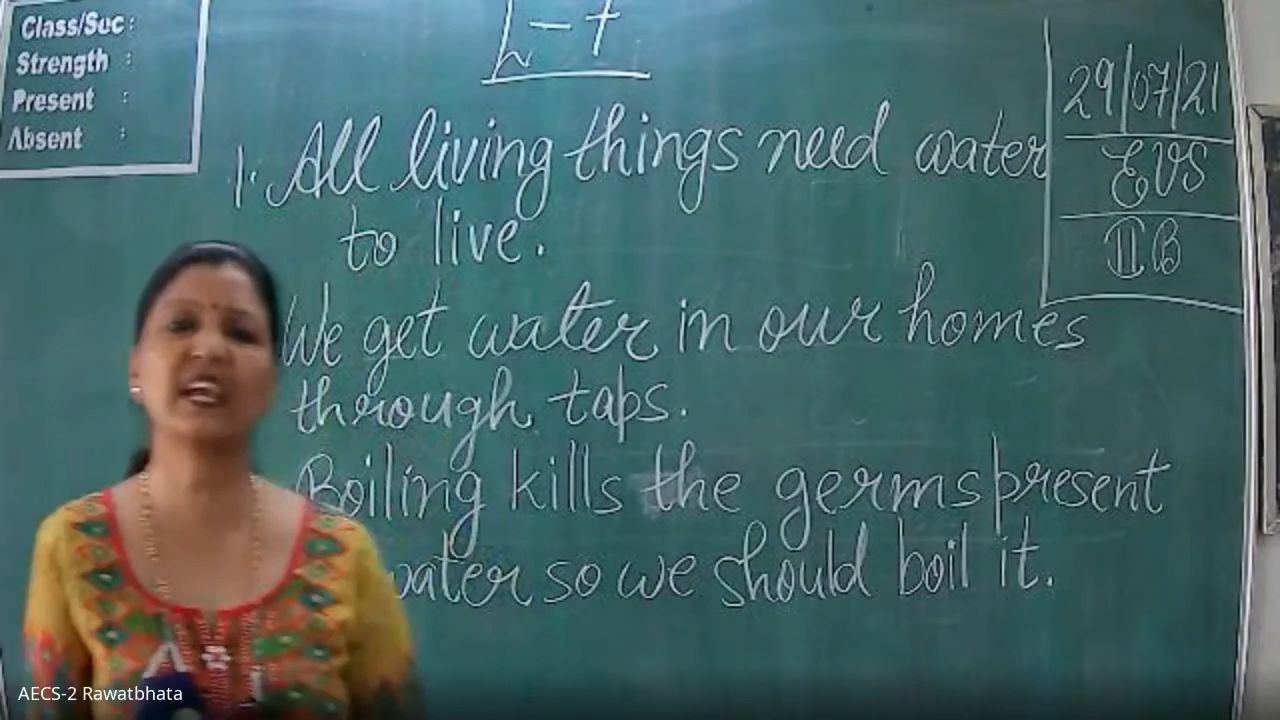 Class/Sec :
Strength :
Present :
Absent :
L-7
29/07/21
EVS
II B
1. All living things need water
to live.
We get water in our homes
through taps.
Boiling kills the germs present
water so we should boil it.
AECS-2 Rawatbhata